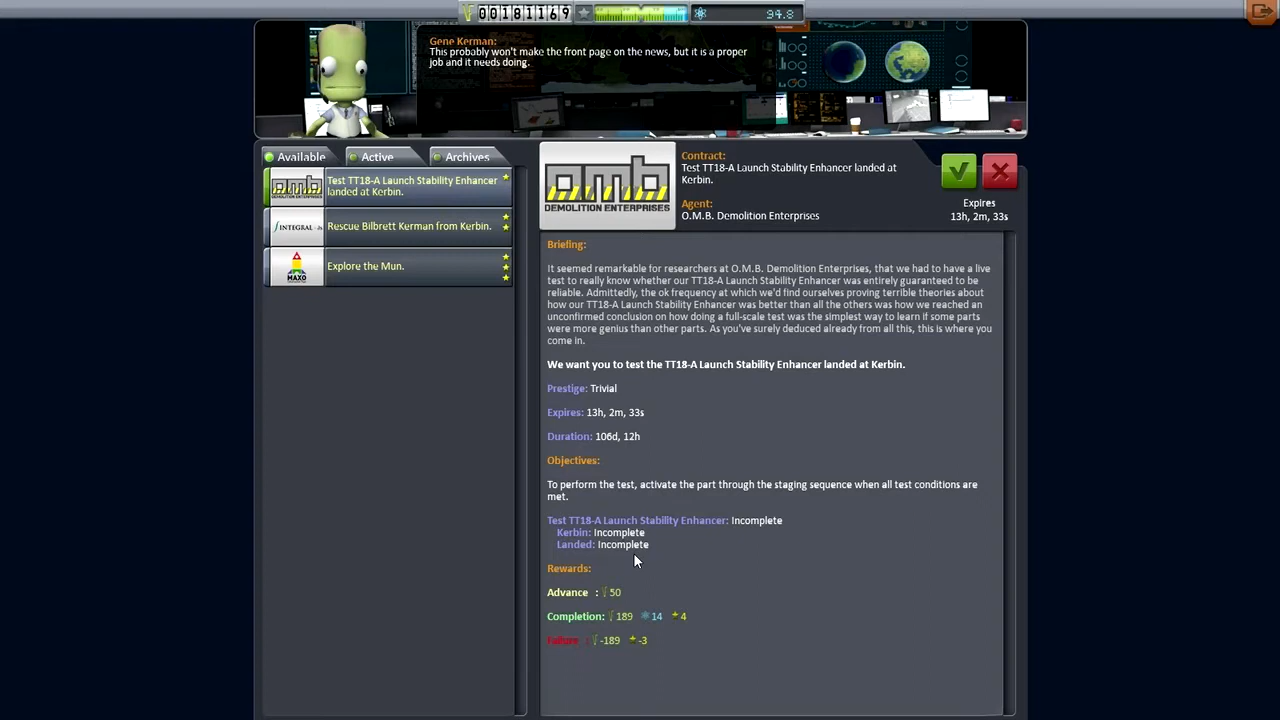 00181169
94.8
Gene Kerman:
This probably won't make the front page on the news, but it is a proper
job and it needs doing.
Available
Active
Archives
Test TT18-A Launch Stability Enhancer
landed at Kerbin.
INTEGRAL
Rescue Bilbrett Kerman from Kerbin.
MAXO
Explore the Mun.
omb
DEMOLITION ENTERPRISES
Contract:
Test TT18-A Launch Stability Enhancer landed at
Kerbin.
Agent:
O.M.B. Demolition Enterprises
Expires
13h, 2m, 33s
Briefing:
It seemed remarkable for researchers at O.M.B. Demolition Enterprises, that we had to have a live
test to really know whether our TT18-A Launch Stability Enhancer was entirely guaranteed to be
reliable. Admittedly, the ok frequency at which we'd find ourselves proving terrible theories about
how our TT18-A Launch Stability Enhancer was better than all the others was how we reached an
unconfirmed conclusion on how doing a full-scale test was the simplest way to learn if some parts
were more genius than other parts. As you've surely deduced already from all this, this is where you
come in.
We want you to test the TT18-A Launch Stability Enhancer landed at Kerbin.
Prestige: Trivial
Expires: 13h, 2m, 33s
Duration: 106d, 12h
Objectives:
To perform the test, activate the part through the staging sequence when all test conditions are
met.
Test TT18-A Launch Stability Enhancer: Incomplete
Kerbin: Incomplete
Landed: Incomplete
Rewards:
Advance : 50
Completion: 189 14 4
Failure : -189 -3